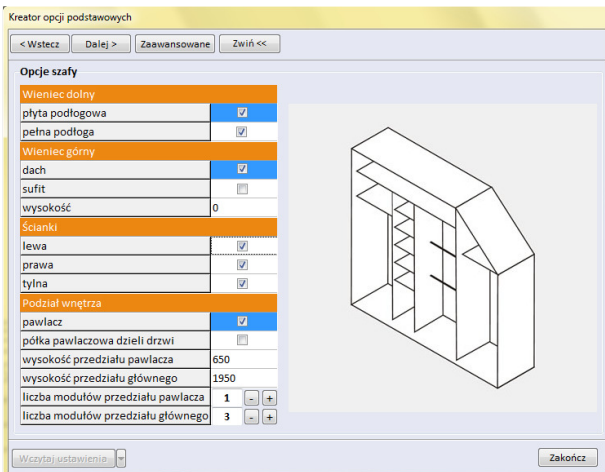 Kreator opcji podstawowych
< Wstecz Dalej > Zaawansowane Zwiń <<
Opcje szafy
Wieniec dolny
płyta podłogowa
pełna podłoga
Wieniec górny
dach
sufit
wysokość 0
Ścianki
lewa
prawa
tylna
Podział wnętrza
pawlacz
półka pawlaczowa dzieli drzwi
wysokość przedziału pawlacza 650
wysokość przedziału głównego 1950
liczba modułów przedziału pawlacza 1 - +
liczba modułów przedziału głównego 3 - +
Wczytaj ustawienia Zakończ